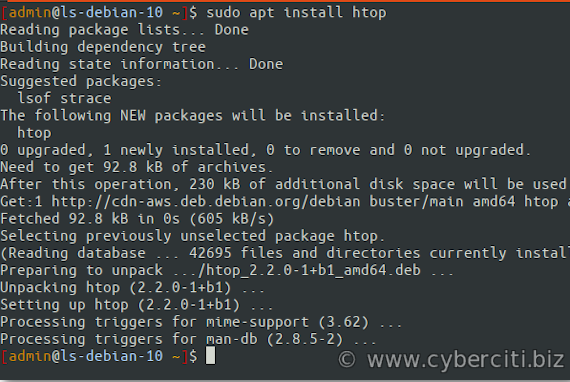 [admin@ls-debian-10 ~]$ sudo apt install htop
Reading package lists... Done
Building dependency tree
Reading state information... Done
Suggested packages:
  lsof strace
The following NEW packages will be installed:
  htop
0 upgraded, 1 newly installed, 0 to remove and 0 not upgraded.
Need to get 92.8 kB of archives.
After this operation, 230 kB of additional disk space will be used
Get:1 http://cdn-aws.deb.debian.org/debian buster/main amd64 htop a
Fetched 92.8 kB in 0s (605 kB/s)
Selecting previously unselected package htop.
(Reading database ... 42695 files and directories currently instal
Preparing to unpack .../htop_2.2.0-1+b1_amd64.deb ...
Unpacking htop (2.2.0-1+b1) ...
Setting up htop (2.2.0-1+b1) ...
Processing triggers for mime-support (3.62) ...
Processing triggers for man-db (2.8.5-2) ...
[admin@ls-debian-10 ~]$
© www.cyberciti.biz